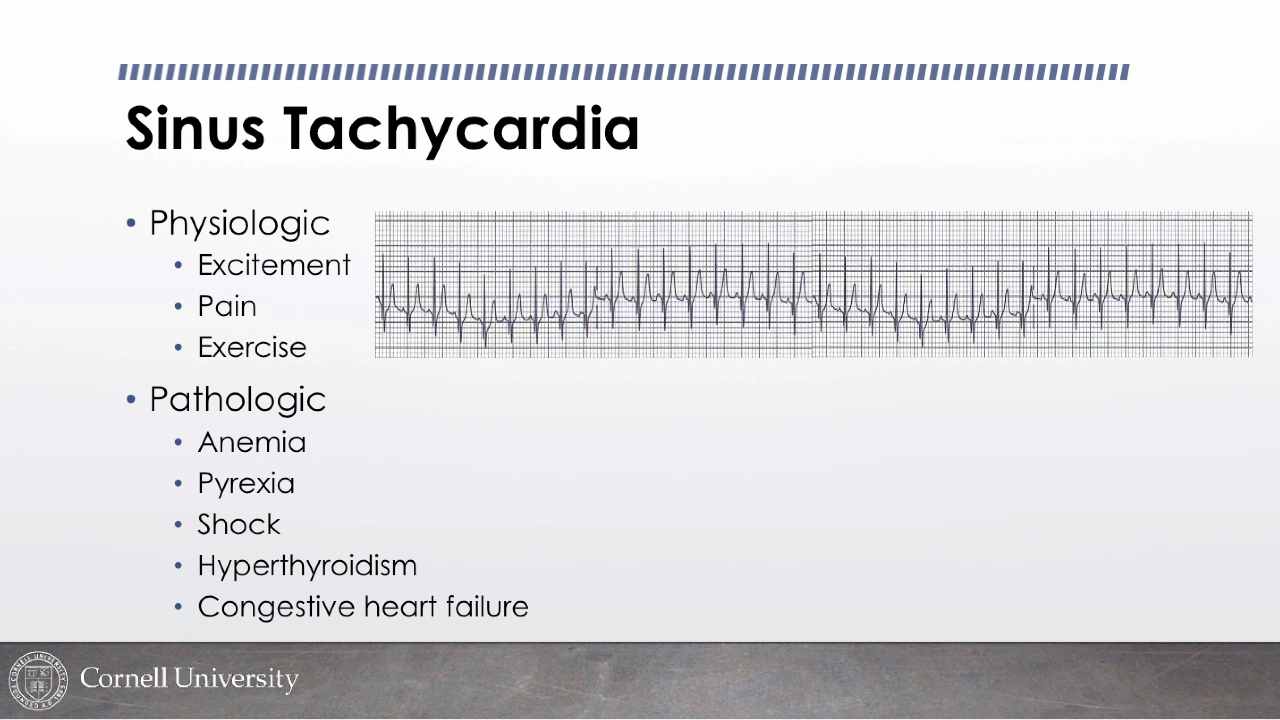 Sinus Tachycardia
• Physiologic
• Excitement
• Pain
• Exercise
• Pathologic
• Anemia
• Pyrexia
• Shock
• Hyperthyroidism
• Congestive heart failure
Cornell University